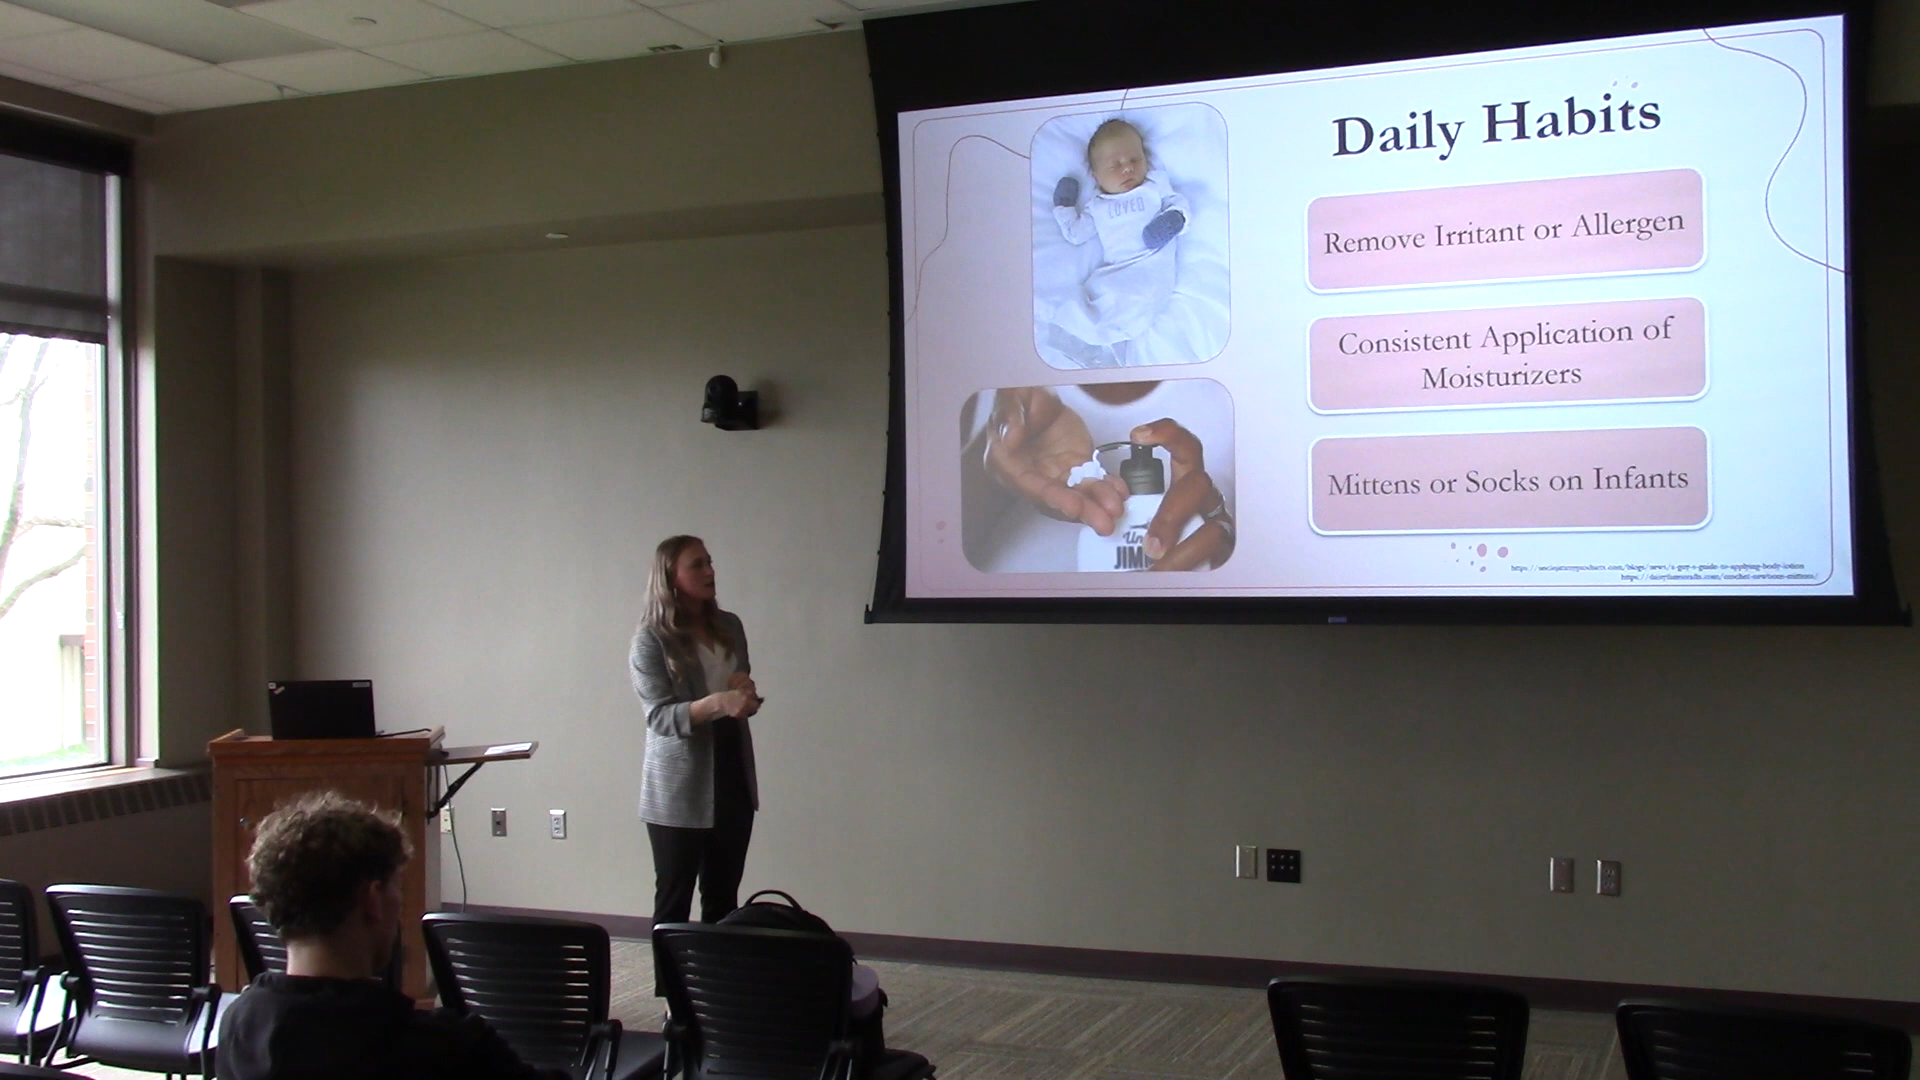 Daily Habits
LOVED
Remove Irritant or Allergen
Consistent Application of
Moisturizers
Mittens or Socks on Infants